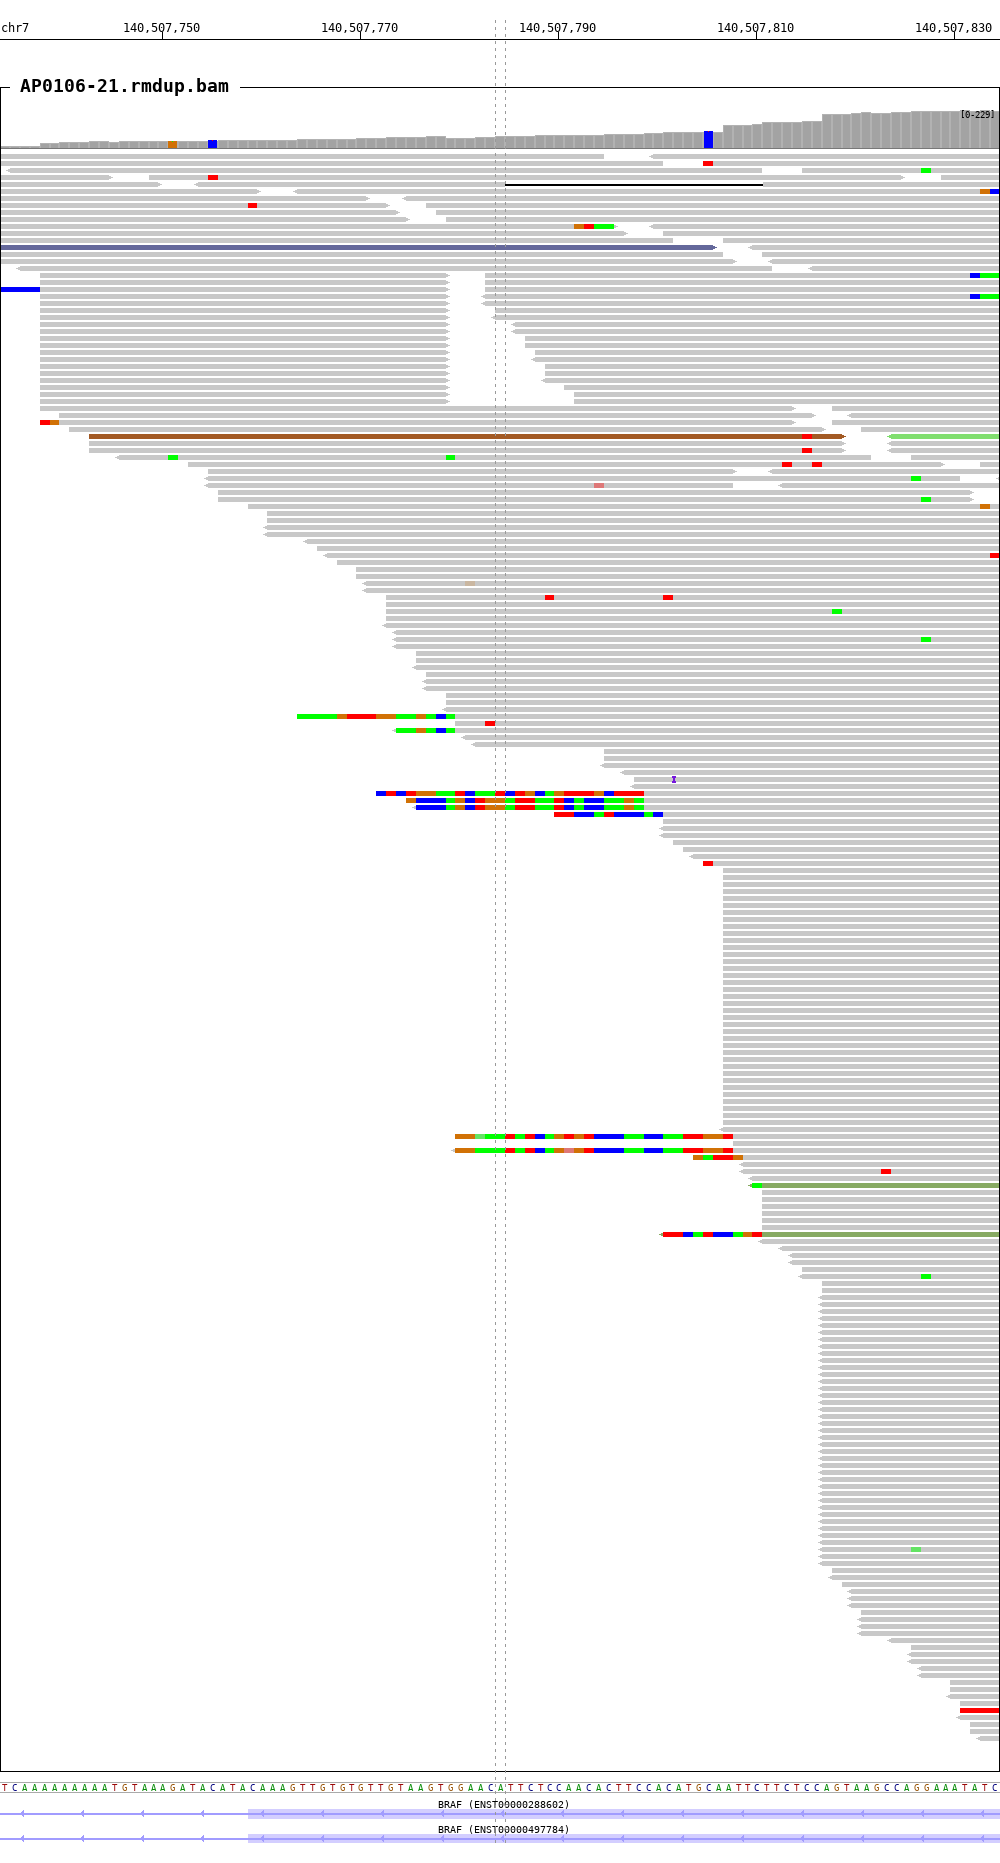 chr7 140,507,750 140,507,770 140,507,790 140,507,810 140,507,830
AP0106-21.rmdup.bam
[0-229]
TCAAAAAAAAATGTAAAGATACATACAAAGTTGTGTGTTGTAAGTGGAACATTCTCCAACACTTCCACATGCAATTCTTCTCCAGTAAGCCAGGAAATATC
BRAF (ENST00000288602)
BRAF (ENST00000497784)